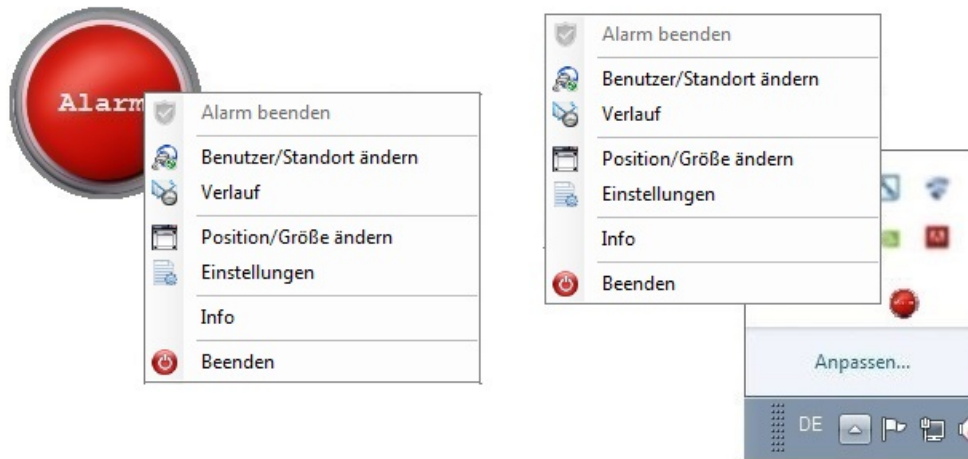 Alarm
Alarm beenden
Benutzer/Standort ändern
Verlauf
Position/Größe ändern
Einstellungen
Info
Beenden
Alarm beenden
Benutzer/Standort ändern
Verlauf
Position/Größe ändern
Einstellungen
Info
Beenden
Anpassen...
DE